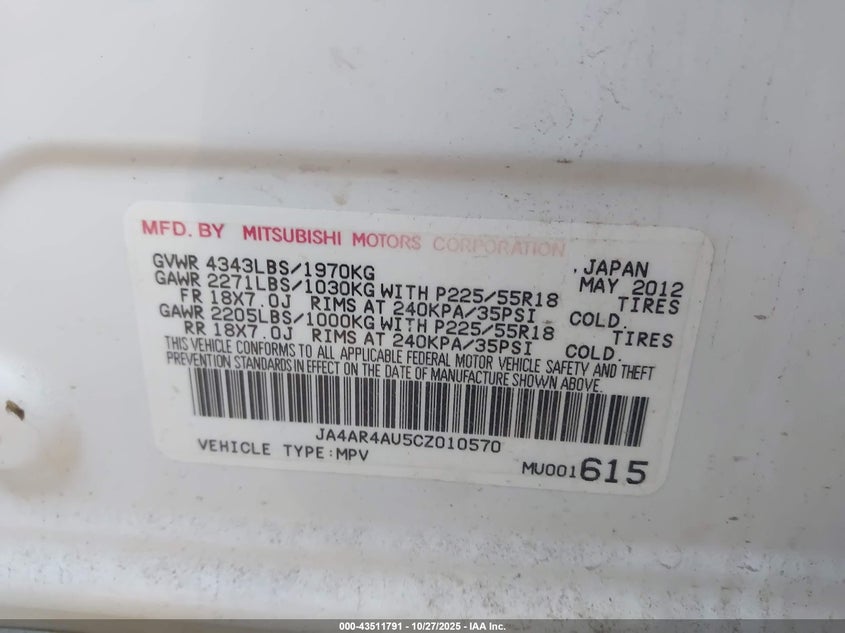 MFD. BY MITSUBISHI MOTORS CORPORATION
GVWR 4343LBS/1970KG .JAPAN
GAWR 2271LBS/1030KG WITH P225/55R18 MAY 2012
FR 18X7.0J RIMS AT 240KPA/35PSI TIRES
GAWR 2205LBS/1000KG WITH P225/55R18 COLD.
RR 18X7.0J RIMS AT 240KPA/35PSI TIRES
COLD.
THIS VEHICLE CONFORMS TO ALL APPLICABLE FEDERAL MOTOR VEHICLE SAFETY AND THEFT
PREVENTION STANDARDS IN EFFECT ON THE DATE OF MANUFACTURE SHOWN ABOVE.
JA4AR4AU5CZ010570
VEHICLE TYPE:MPV MU001615
000-43511791 - 10/27/2025 - IAA Inc.